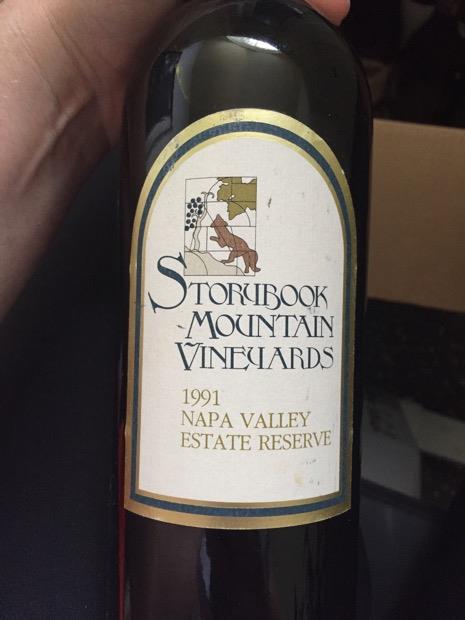 STORYBOOK
MOUNTAIN
VINEYARDS
1991
NAPA VALLEY
ESTATE RESERVE